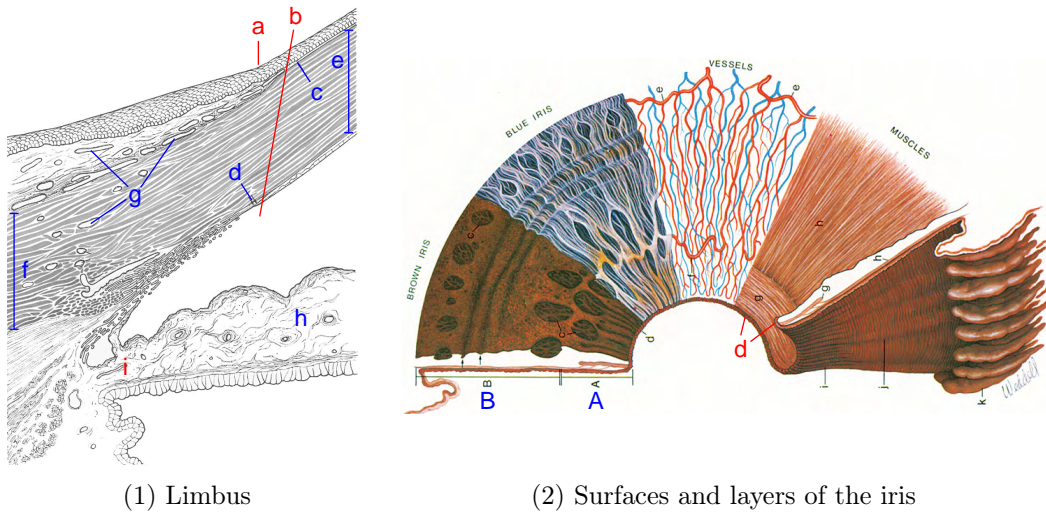 a
b
e
c
d
g
f
h
i
(1) Limbus
VESSELS
e
e
BLUE IRIS
MUSCLES
c
h
BROWN IRIS
h
f
g
g
c
d
d
B
A
B
A
i
j
k
(2) Surfaces and layers of the iris